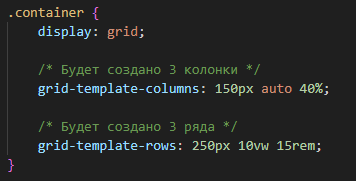 .container {
display: grid;
/* Будет создано 3 колонки */
grid-template-columns: 150px auto 40%;
/* Будет создано 3 ряда */
grid-template-rows: 250px 10vw 15rem;
}